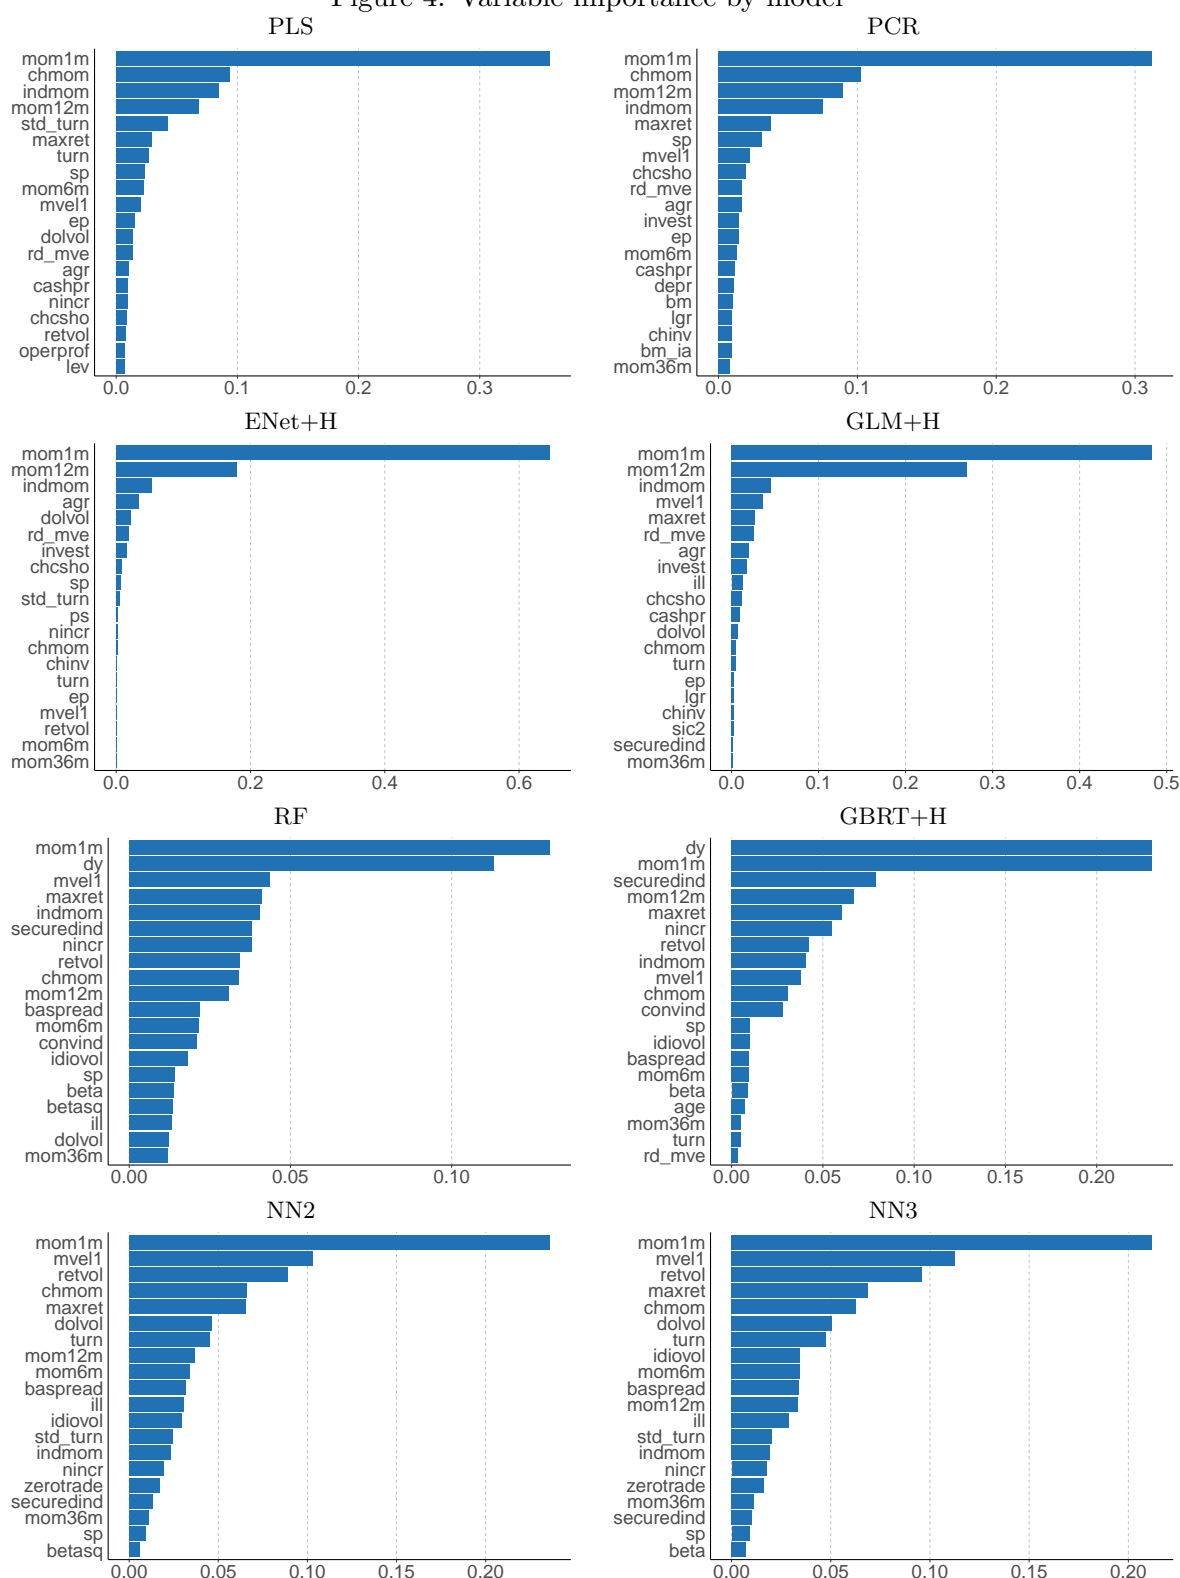 Figure 4: Variable importance by model
PLS
mom1m
chmom
indmom
mom12m
std_turn
maxret
turn
sp
mom6m
mvel1
ep
dolvol
rd_mve
agr
cashpr
nincr
chcsho
retvol
operprof
lev
0.0 0.1 0.2 0.3
PCR
mom1m
chmom
mom12m
indmom
maxret
sp
mvel1
chcsho
rd_mve
agr
invest
ep
mom6m
cashpr
depr
bm
lgr
chinv
bm_ia
mom36m
0.0 0.1 0.2 0.3
ENet+H
mom1m
mom12m
indmom
agr
dolvol
rd_mve
invest
chcsho
sp
std_turn
ps
nincr
chmom
chinv
turn
ep
mvel1
retvol
mom6m
mom36m
0.0 0.2 0.4 0.6
GLM+H
mom1m
mom12m
indmom
mvel1
maxret
rd_mve
agr
invest
ill
chcsho
cashpr
dolvol
chmom
turn
ep
lgr
chinv
sic2
securedind
mom36m
0.0 0.1 0.2 0.3 0.4 0.5
RF
mom1m
dy
mvel1
maxret
indmom
securedind
nincr
retvol
chmom
mom12m
baspread
mom6m
convind
idiovol
sp
beta
betasq
ill
dolvol
mom36m
0.00 0.05 0.10
GBRT+H
dy
mom1m
securedind
mom12m
maxret
nincr
retvol
indmom
mvel1
chmom
convind
sp
idiovol
baspread
mom6m
beta
age
mom36m
turn
rd_mve
0.00 0.05 0.10 0.15 0.20
NN2
mom1m
mvel1
retvol
chmom
maxret
dolvol
turn
mom12m
mom6m
baspread
ill
idiovol
std_turn
indmom
nincr
zerotrade
securedind
mom36m
sp
betasq
0.00 0.05 0.10 0.15 0.20
NN3
mom1m
mvel1
retvol
maxret
chmom
dolvol
turn
idiovol
mom6m
baspread
mom12m
ill
std_turn
indmom
nincr
zerotrade
mom36m
securedind
sp
beta
0.00 0.05 0.10 0.15 0.20